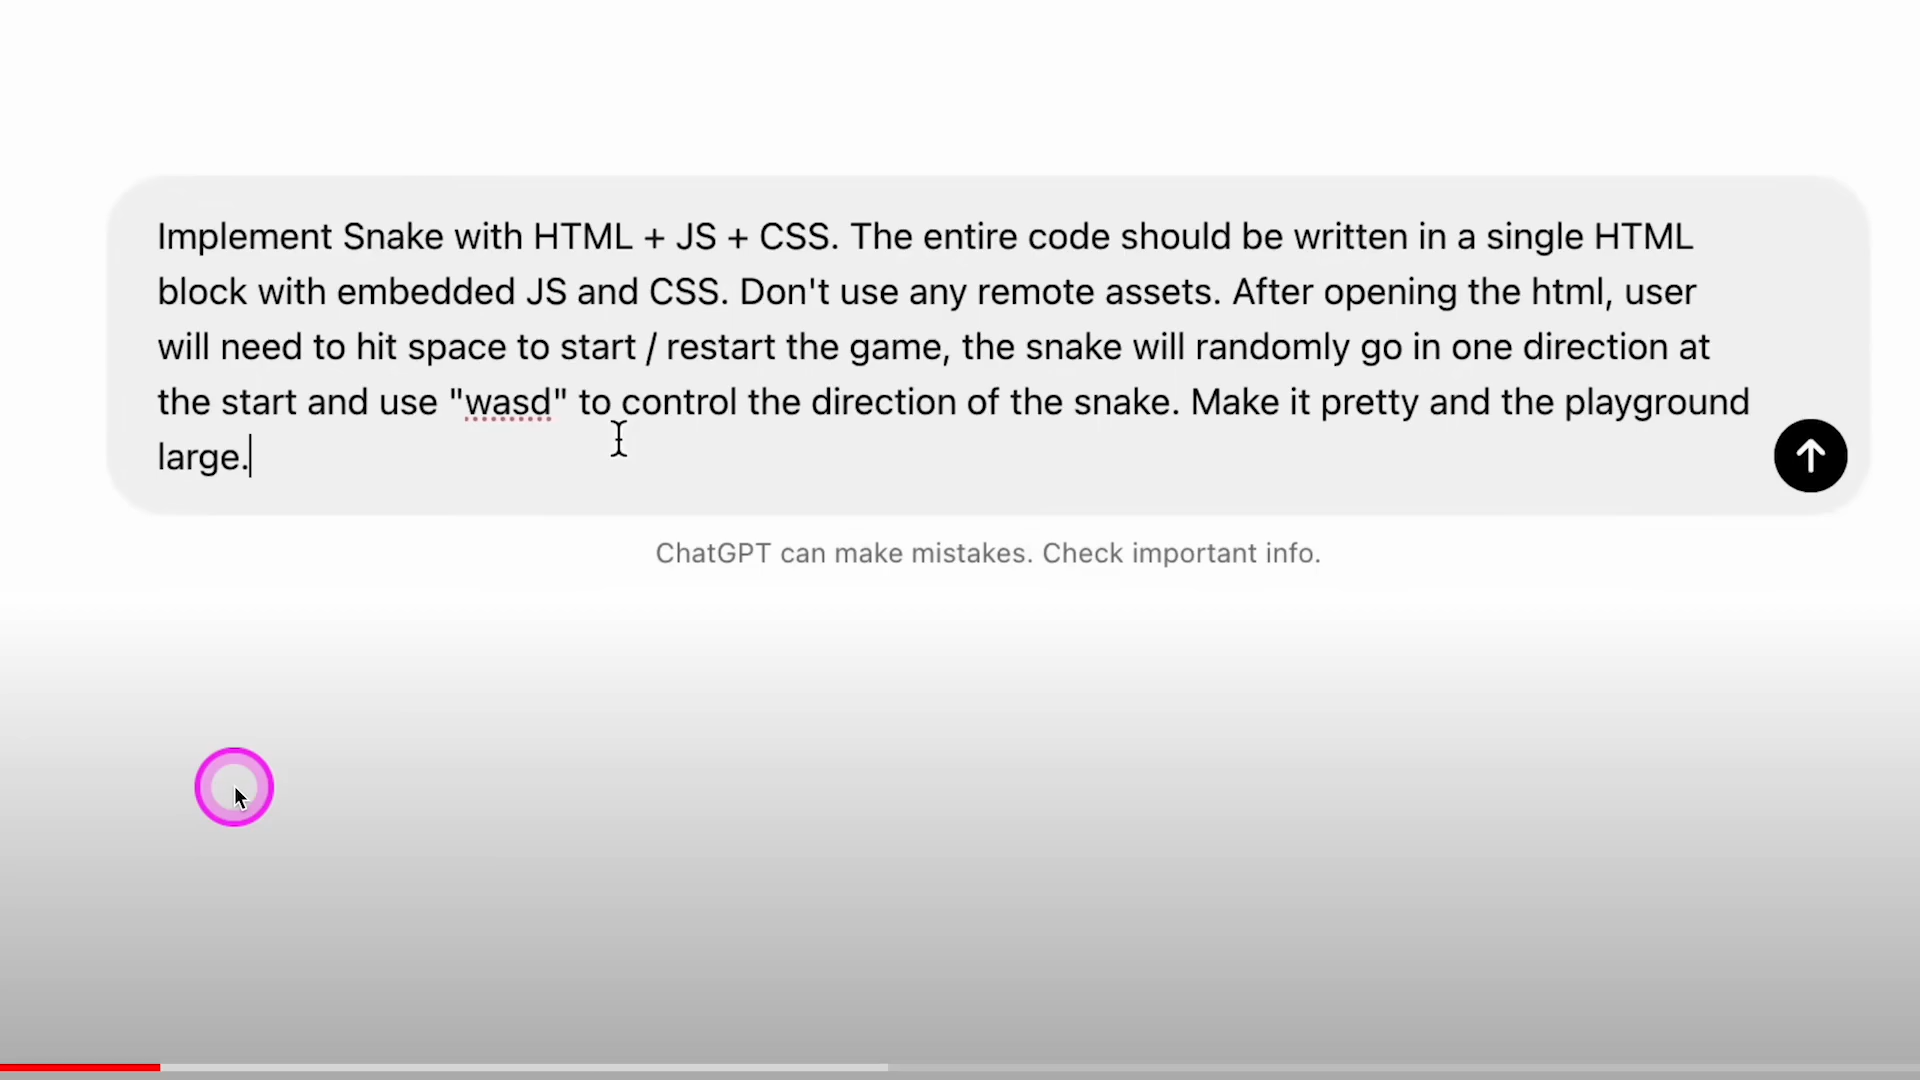 Implement Snake with HTML + JS + CSS. The entire code should be written in a single HTML
block with embedded JS and CSS. Don't use any remote assets. After opening the html, user
will need to hit space to start / restart the game, the snake will randomly go in one direction at
the start and use "wasd" to control the direction of the snake. Make it pretty and the playground
large.
ChatGPT can make mistakes. Check important info.